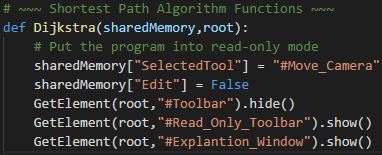 # ~~~ Shortest Path Algorithm Functions ~~~
def Dijkstra(sharedMemory,root):
    # Put the program into read-only mode
    sharedMemory["SelectedTool"] = "#Move_Camera"
    sharedMemory["Edit"] = False
    GetElement(root,"#Toolbar").hide()
    GetElement(root,"#Read_Only_Toolbar").show()
    GetElement(root,"#Explantion_Window").show()